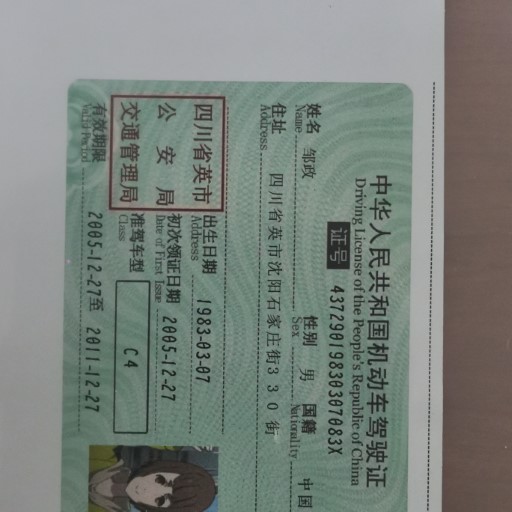 中华人民共和国机动车驾驶证
Driving License of the People's Republic of China
证号 43729019830307083X
姓名 邹政 性别 男 国籍 中国
Name Sex Nationality
住址 四川省英市沈阳石家庄街330街
Address
四川省英市
公安局
交通管理局
出生日期 1983-03-07
Address
初次领证日期 2005-12-27
Date of First Issue
准驾车型 C4
Class
有效期限 2005-12-27至 2011-12-27
Valid Period